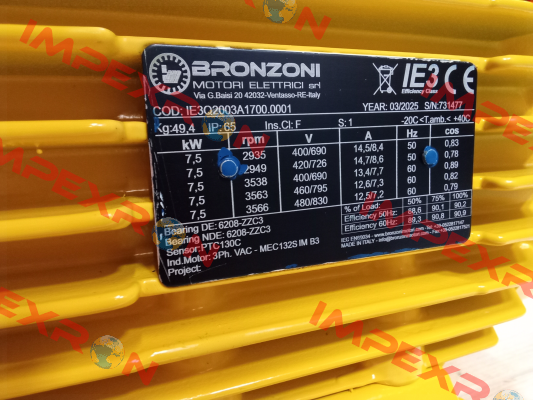 BRONZONI
MOTORI ELETTRICI srl
Via G.Baisi 20 42032-Ventasso-RE-Italy
IE3 CE
Efficiency Class
COD: IE3Q2003A1700.0001 YEAR: 03/2025 S/N:731477
Kg:49,4 IP: 65 Ins.Cl: F S:1 -20C<T.amb.< +40C
kW rpm V A Hz cos
7,5 2935 400/690 14,5/8,4 50 0,83
7,5 2949 420/726 14,7/8,6 50 0,78
7,5 3538 400/690 13,4/7,7 60 0,89
7,5 3563 460/795 12,6/7,3 60 0,82
7,5 3566 480/830 12,5/7,2 60 0,79
% of Load: 50% 75% 100%
Efficiency 50Hz: 88,6 90,1 90,2
Efficiency 60Hz: 89,3 90,8 90,9
Bearing DE: 6208-ZZC3
Bearing NDE: 6208-ZZC3
Sensor:PTC130C
Ind.Motor: 3Ph. VAC - MEC132S IM B3
Project:
MADE IN ITALY
IMPEXRON
IMPEXRON
IMPEXRON